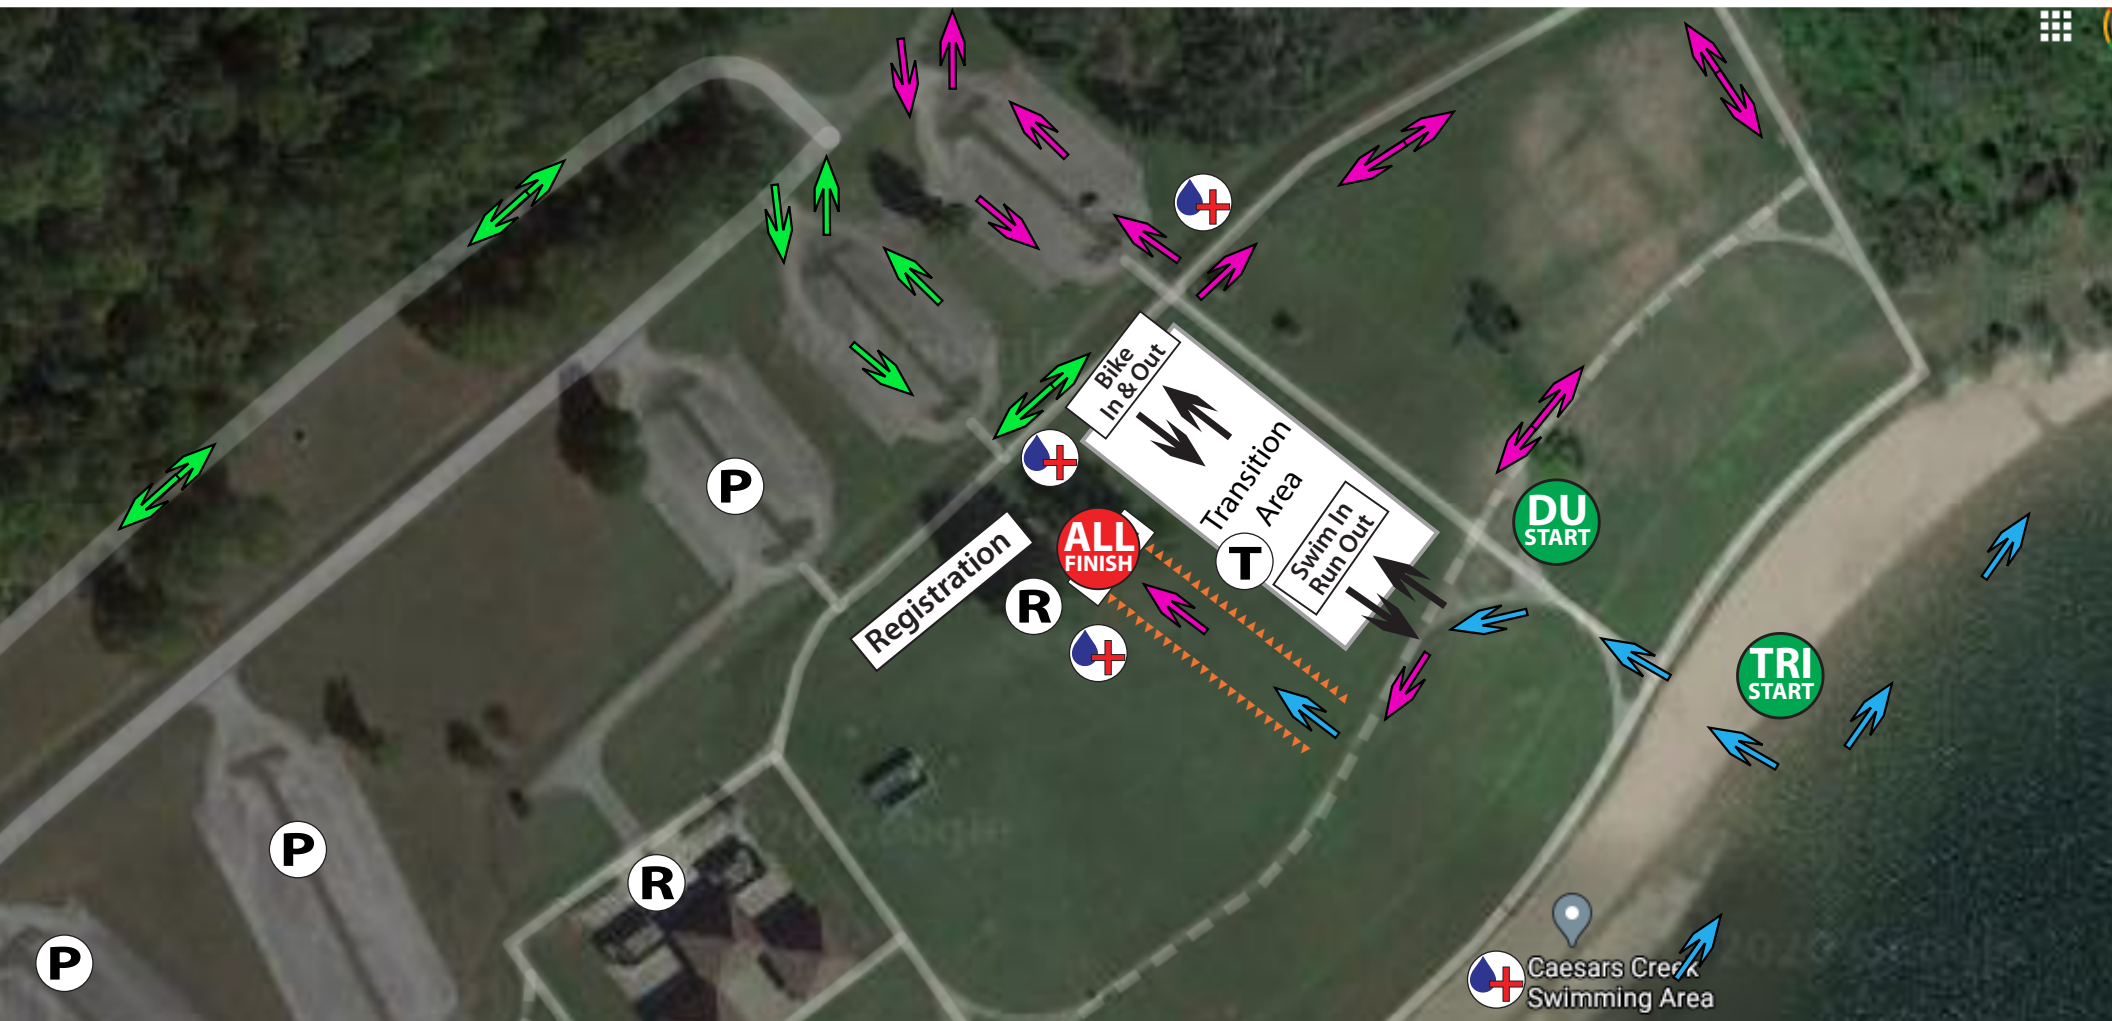 Bike
In & Out
Transition
Area
Swim In
Run Out
DU
START
ALL
FINISH
T
Registration
R
P
TRI
START
P
R
P
Caesars Creek
Swimming Area